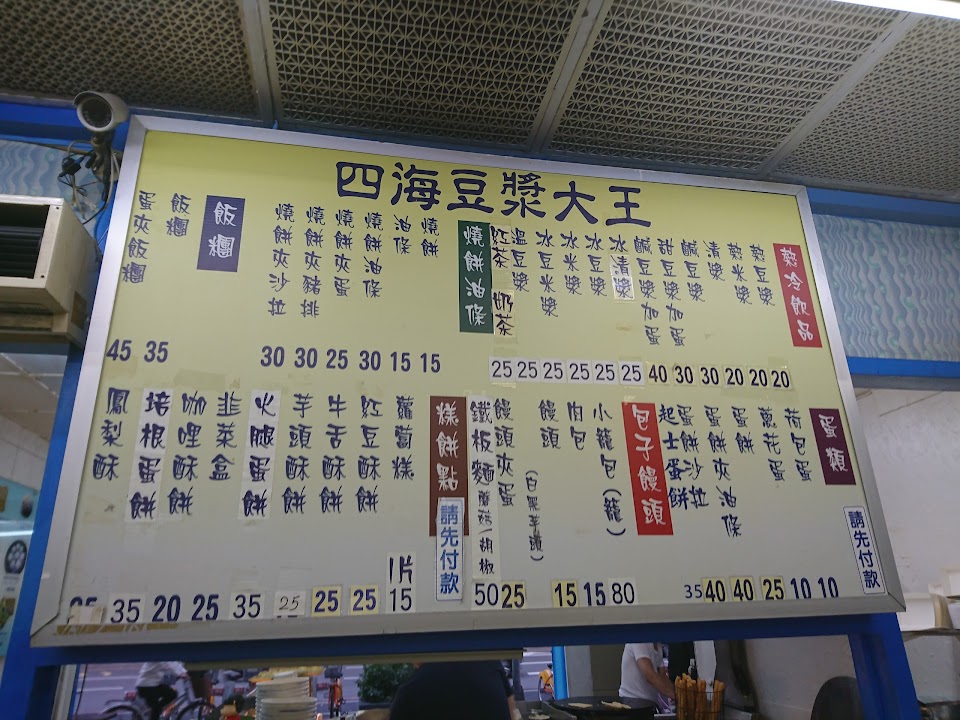 四海豆漿大王
熱冷飲品
熱豆漿 20
熱米漿 20
清漿 20
鹹豆漿 30
甜豆漿加蛋 30
鹹豆漿加蛋 40
冰清漿 25
冰豆漿 25
冰米漿 25
冰豆米漿 25
溫豆漿 25
紅茶 奶茶 25
燒餅油條
燒餅 15
油條 15
燒餅油條 30
燒餅夾蛋 25
燒餅夾豬排 30
燒餅夾沙拉 30
飯糰
飯糰 35
蛋夾飯糰 45
蛋類
請先付款
荷包蛋 10
蔥花蛋 10
蛋餅 25
蛋餅夾油條 40
蛋餅沙拉 40
起士蛋餅 35
包子饅頭
小籠包(籠) 80
肉包 15
饅頭(白黑芋頭) 15
饅頭夾蛋 25
鐵板麵 蘑菇/胡椒 50
糕餅點
請先付款
蘿蔔糕 1片15
紅豆酥餅 25
牛舌酥餅 25
芋頭酥餅 25
火腿蛋餅 35
韭菜盒 25
咖哩酥餅 20
培根蛋餅 35
鳳梨酥